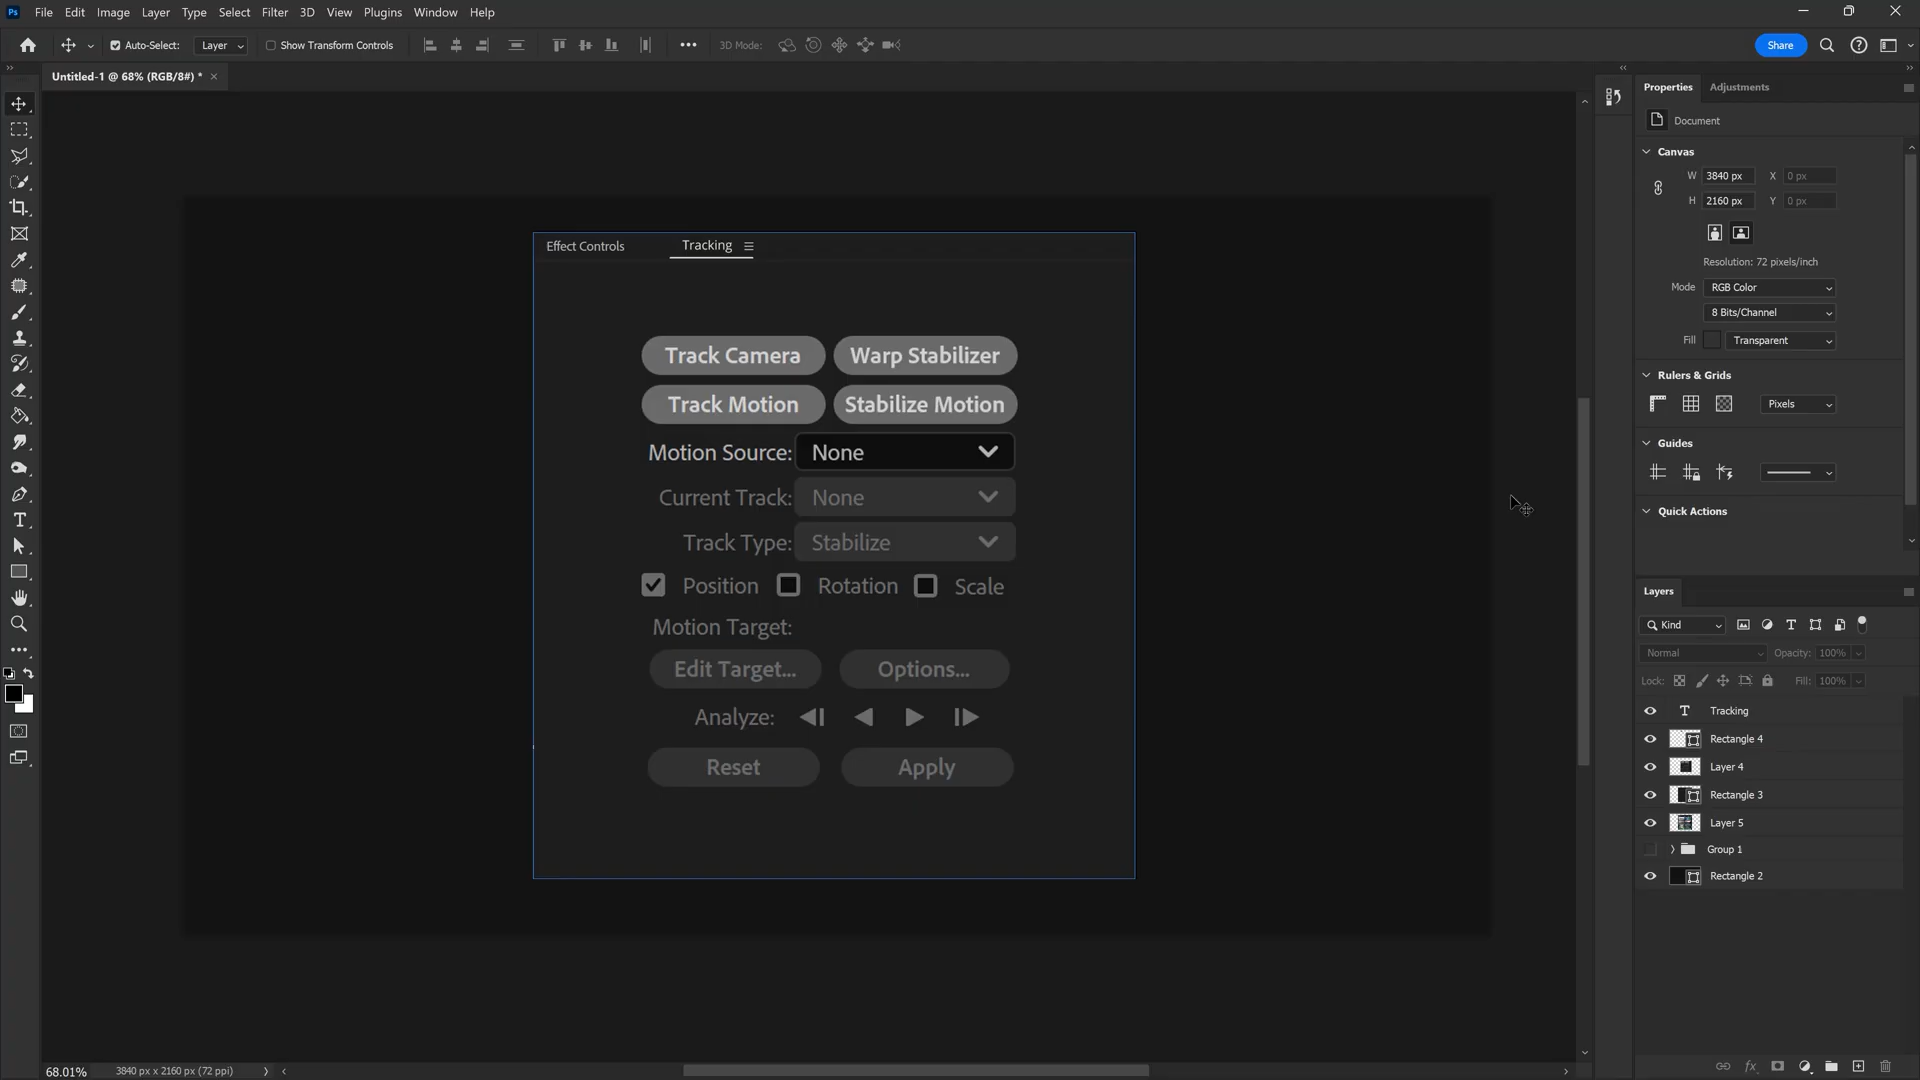 Ps File Edit Image Layer Type Select Filter 3D View Plugins Window Help
Auto-Select: Layer Show Transform Controls 3D Mode: Share
Untitled-1 @ 68% (RGB/8#) *
Properties Adjustments
Document
Canvas
W 3840 px X 0 px
H 2160 px Y 0 px
Resolution: 72 pixels/inch
Mode RGB Color
8 Bits/Channel
Fill Transparent
Rulers & Grids
Pixels
Guides
Quick Actions
Effect Controls Tracking
Track Camera Warp Stabilizer
Track Motion Stabilize Motion
Motion Source: None
Current Track: None
Track Type: Stabilize
Position Rotation Scale
Motion Target:
Edit Target... Options...
Analyze:
Reset Apply
Layers
Kind
Normal Opacity: 100%
Lock: Fill: 100%
Tracking
Rectangle 4
Layer 4
Rectangle 3
Layer 5
Group 1
Rectangle 2
68.01% 3840 px x 2160 px (72 ppi)